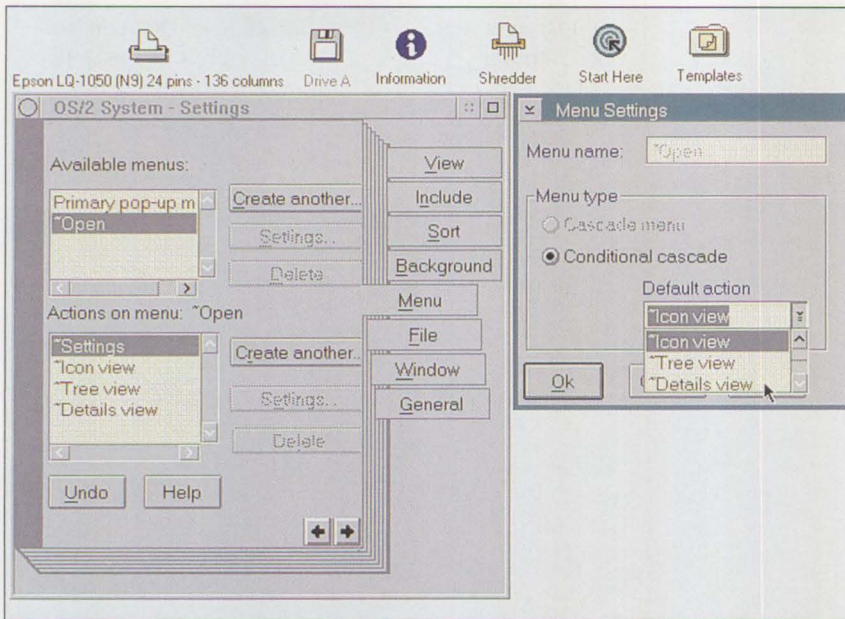 Epson LQ-1050 (N9) 24 pins - 136 columns
Drive A
Information
Shredder
Start Here
Templates
OS/2 System - Settings
Available menus:
Primary pop-up m
~Open
Create another...
Settings...
Delete
Actions on menu: ~Open
~Settings
~Icon view
~Tree view
~Details view
Create another..
Settings...
Delete
Undo
Help
View
Include
Sort
Background
Menu
File
Window
General
Menu Settings
Menu name:
~Open
Menu type
Cascade menu
Conditional cascade
Default action
~Icon view
~Icon view
~Tree view
~Details view
Ok